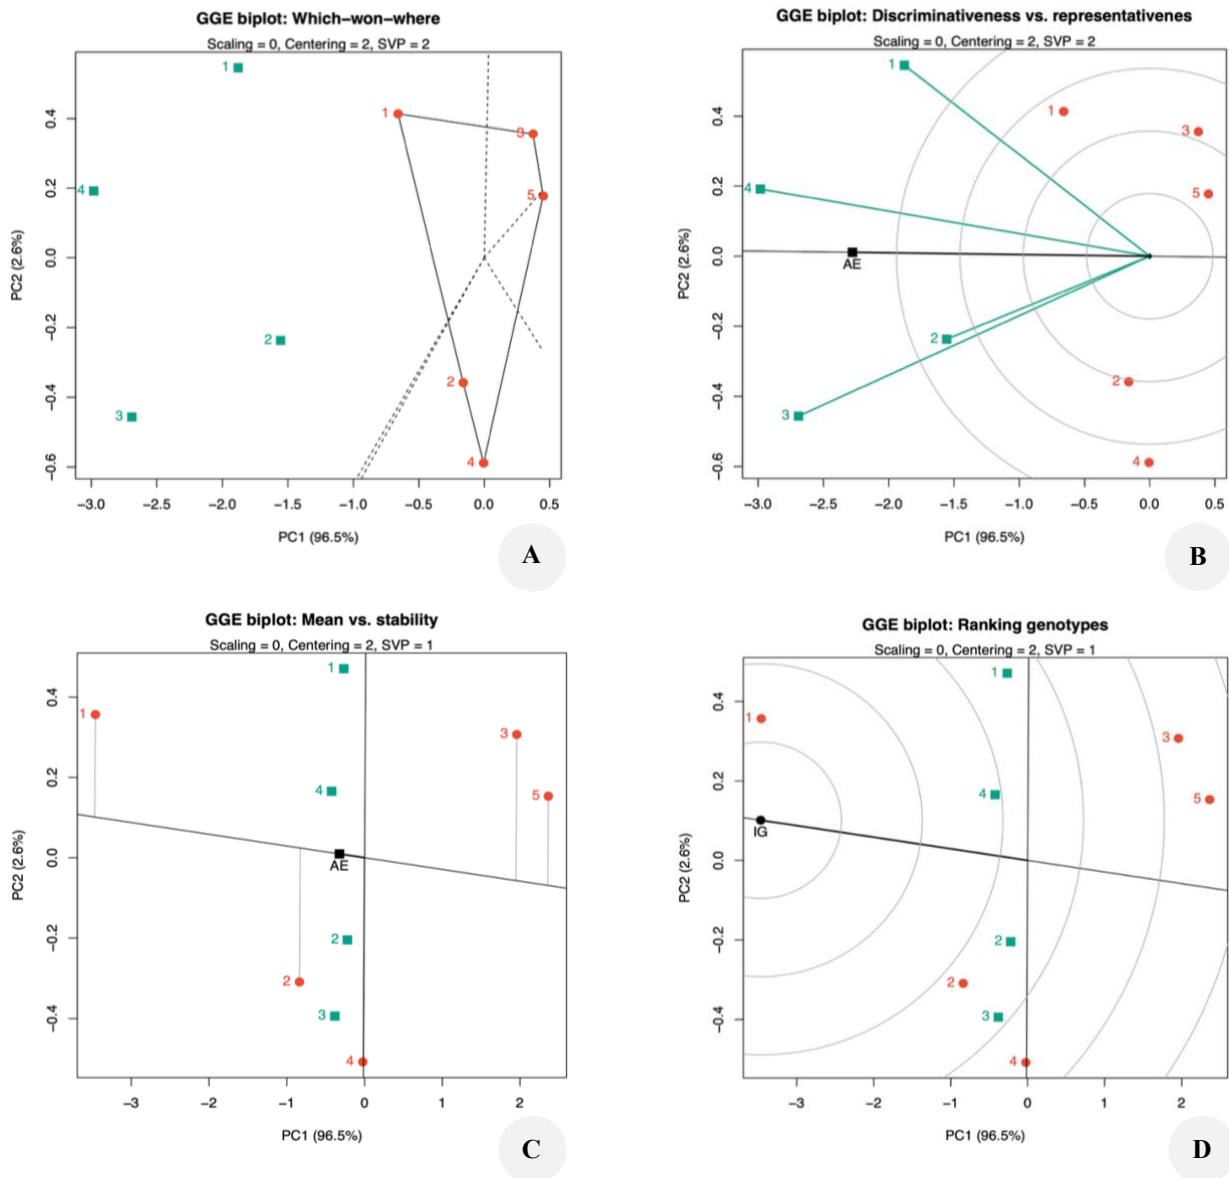 GGE biplot: Which−won−where
Scaling = 0, Centering = 2, SVP = 2
PC2 (2.6%)
0.4
0.2
0.0
−0.2
−0.4
−0.6
1
4
2
3
1
3
5
2
4
−3.0 −2.5 −2.0 −1.5 −1.0 −0.5 0.0 0.5
PC1 (96.5%)
A
GGE biplot: Discriminativeness vs. representativenes
Scaling = 0, Centering = 2, SVP = 2
PC2 (2.6%)
0.4
0.2
0.0
−0.2
−0.4
−0.6
1
4
AE
2
3
1
3
5
2
4
−3.0 −2.5 −2.0 −1.5 −1.0 −0.5 0.0 0.5
PC1 (96.5%)
B
GGE biplot: Mean vs. stability
Scaling = 0, Centering = 2, SVP = 1
PC2 (2.6%)
0.4
0.2
0.0
−0.2
−0.4
1
1
3
4
5
AE
2
2
3
4
−3 −2 −1 0 1 2
PC1 (96.5%)
C
GGE biplot: Ranking genotypes
Scaling = 0, Centering = 2, SVP = 1
PC2 (2.6%)
0.4
0.2
0.0
−0.2
−0.4
1
1
3
4
5
IG
2
2
3
4
−3 −2 −1 0 1 2
PC1 (96.5%)
D